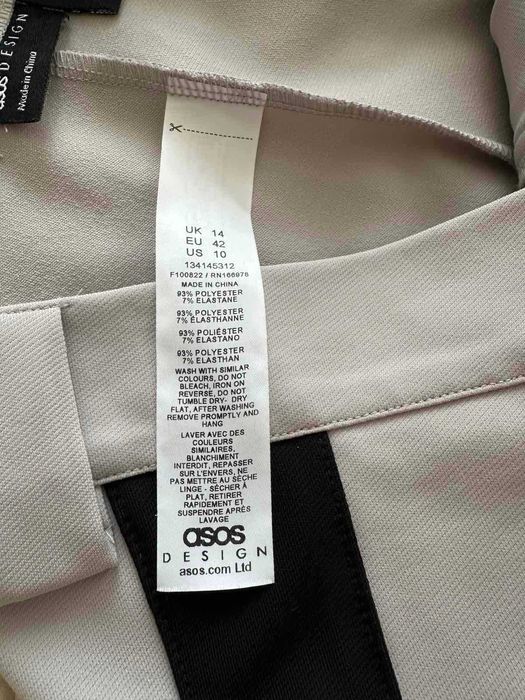 asos DESIGN
Made in China
UK 14
EU 42
US 10
134145312
F100822 / RN166978
MADE IN CHINA
93% POLYESTER
7% ELASTANE
93% POLYESTER
7% ELASTHANNE
93% POLIÉSTER
7% ELASTANO
93% POLYESTER
7% ELASTHAN
WASH WITH SIMILAR
COLOURS, DO NOT
BLEACH, IRON ON
REVERSE, DO NOT
TUMBLE DRY- DRY
FLAT, AFTER WASHING
REMOVE PROMPTLY AND
HANG
LAVER AVEC DES
COULEURS
SIMILAIRES,
BLANCHIMENT
INTERDIT, REPASSER
SUR L'ENVERS, NE
PAS METTRE AU SÈCHE
LINGE - SÉCHER À
PLAT, RETIRER
RAPIDEMENT ET
SUSPENDRE APRÈS
LAVAGE
asos
DESIGN
asos.com Ltd